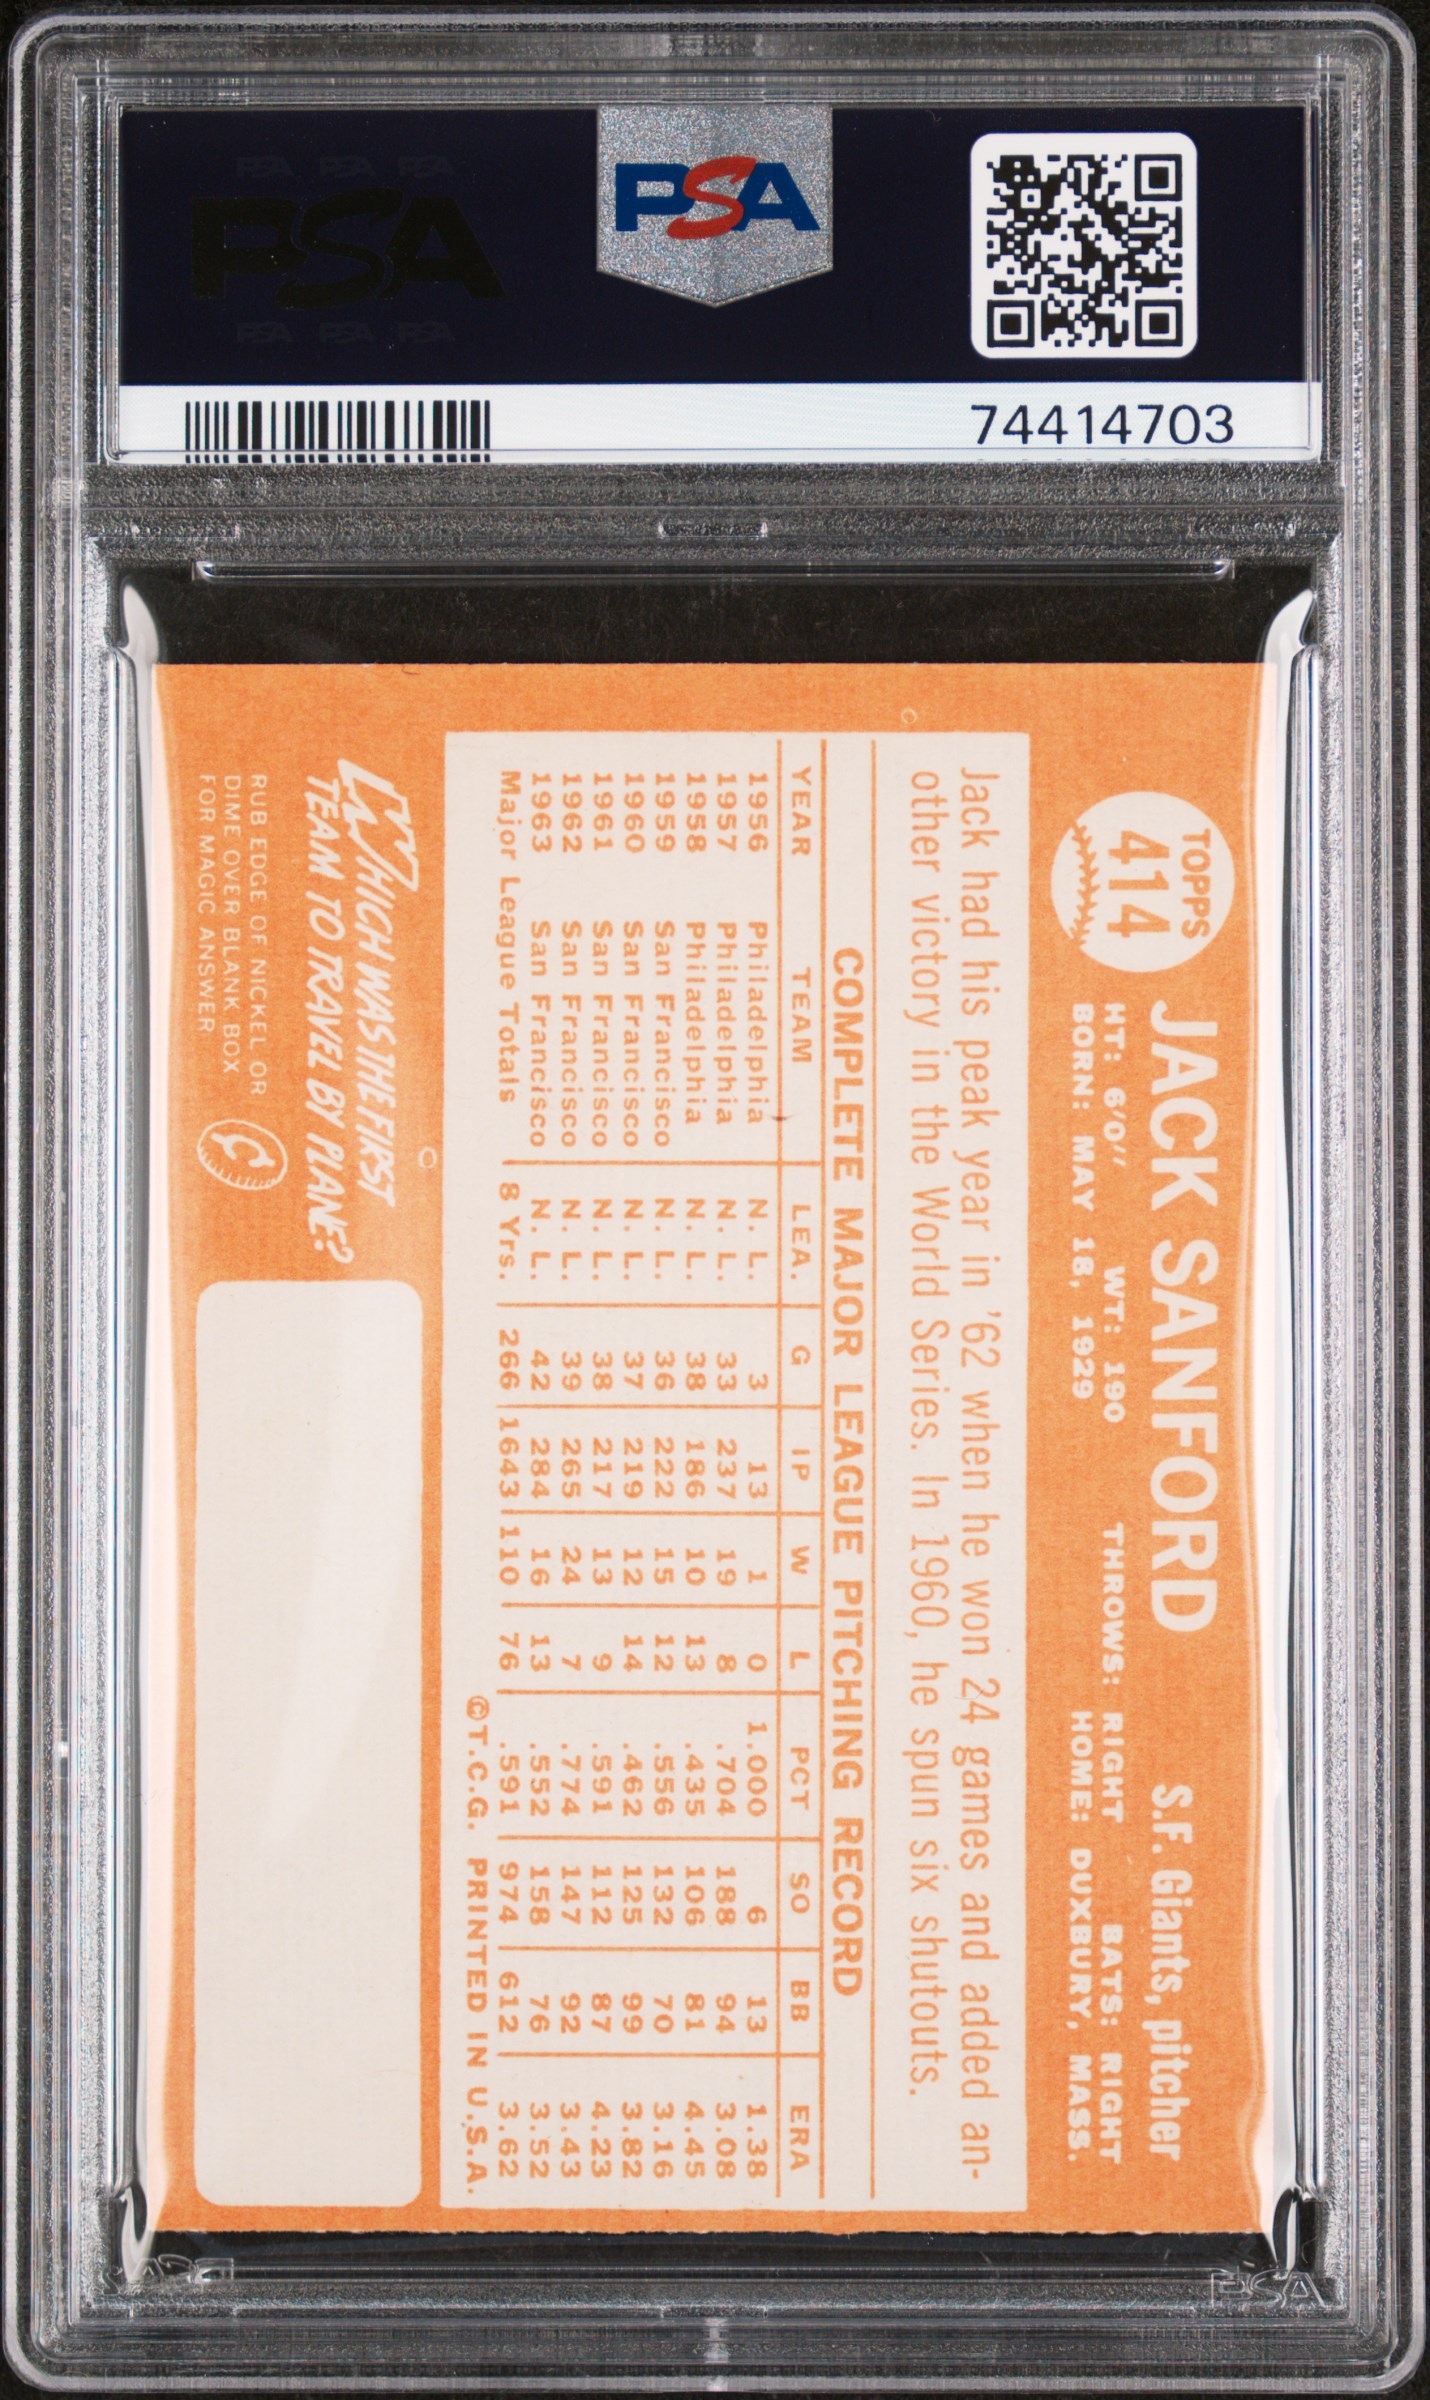 PSA PSA PSA
PSA
PSA PSA PSA
PSA
74414703
TOPPS
414
JACK SANFORD
S.F. Giants, pitcher
HT: 6'0" WT: 190 THROWS: RIGHT BATS: RIGHT
BORN: MAY 18, 1929 HOME: DUXBURY, MASS.
Jack had his peak year in '62 when he won 24 games and added an-
other victory in the World Series. In 1960, he spun six shutouts.
COMPLETE MAJOR LEAGUE PITCHING RECORD
YEAR TEAM LEA. G IP W L PCT SO BB ERA
1956 Philadelphia N. L. 3 13 1 0 1.000 6 13 1.38
1957 Philadelphia N. L. 33 237 19 8 .704 188 94 3.08
1958 Philadelphia N. L. 38 186 10 13 .435 106 81 4.45
1959 San Francisco N. L. 36 222 15 12 .556 132 70 3.16
1960 San Francisco N. L. 37 219 12 14 .462 125 99 3.82
1961 San Francisco N. L. 38 217 13 9 .591 112 87 4.23
1962 San Francisco N. L. 39 265 24 7 .774 147 92 3.43
1963 San Francisco N. L. 42 284 16 13 .552 158 76 3.52
Major League Totals 8 Yrs. 266 1643 110 76 .591 974 612 3.62
©T.C.G. PRINTED IN U.S.A.
WHICH WAS THE FIRST
TEAM TO TRAVEL BY PLANE?
RUB EDGE OF NICKEL OR
DIME OVER BLANK BOX
FOR MAGIC ANSWER
PSA